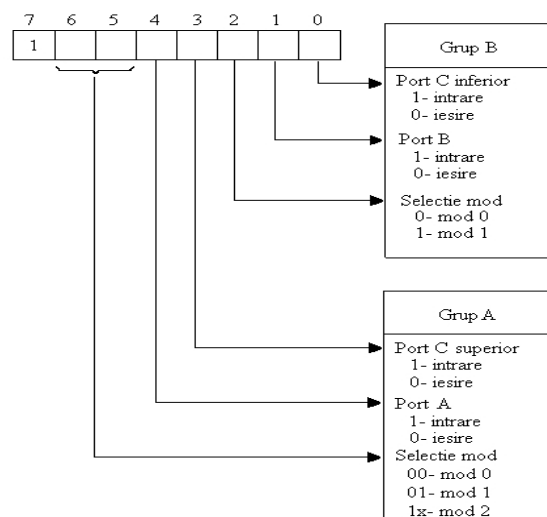 7 6 5 4 3 2 1 0
1
Grup B
Port C inferior
1- intrare
0- iesire
Port B
1- intrare
0- iesire
Selectie mod
0- mod 0
1- mod 1
Grup A
Port C superior
1- intrare
0- iesire
Port A
1- intrare
0- iesire
Selectie mod
00- mod 0
01- mod 1
1x- mod 2